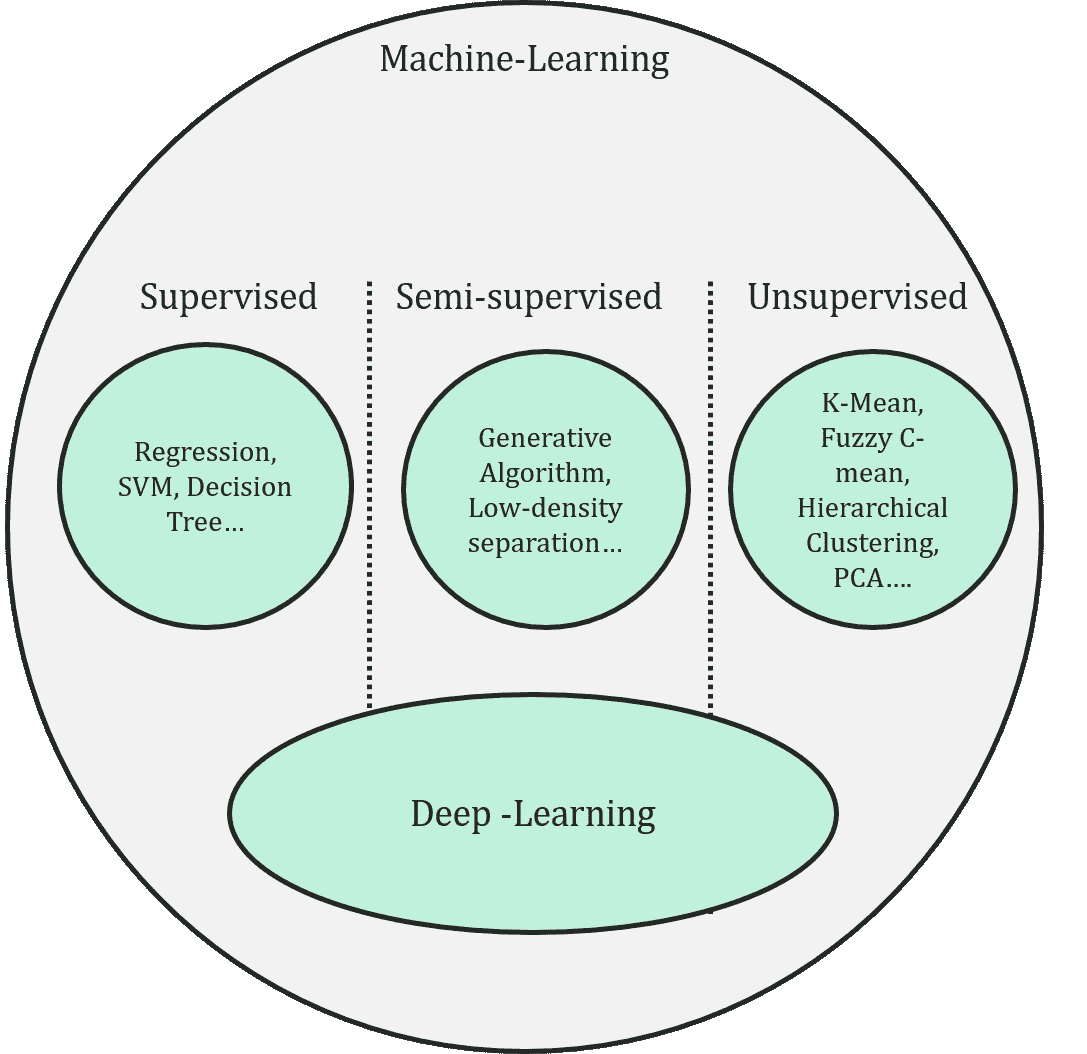 Machine-Learning
Supervised
Semi-supervised
Unsupervised
Regression,
SVM, Decision
Tree...
Generative
Algorithm,
Low-density
separation...
K-Mean,
Fuzzy C-
mean,
Hierarchical
Clustering,
PCA....
Deep -Learning